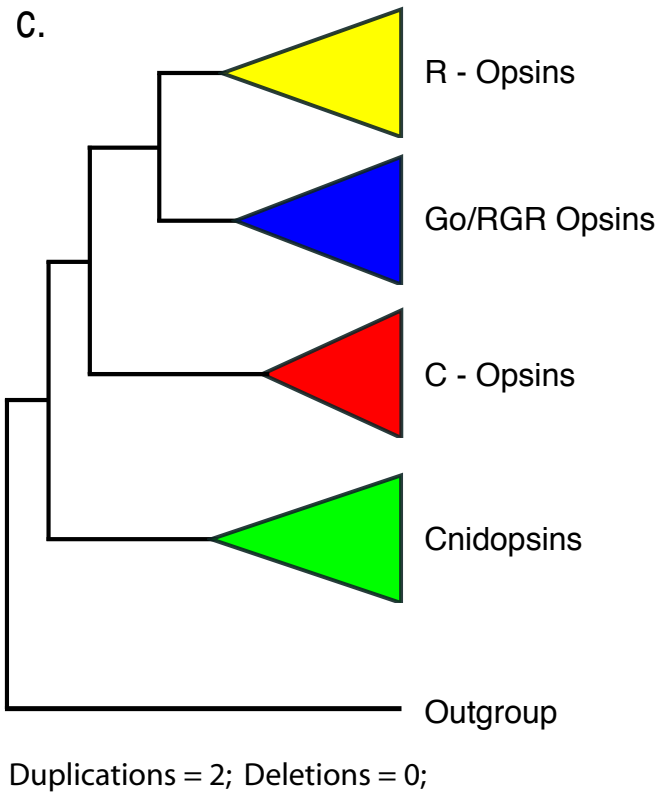 c.
R - Opsins
Go/RGR Opsins
C - Opsins
Cnidopsins
Outgroup
Duplications = 2; Deletions = 0;